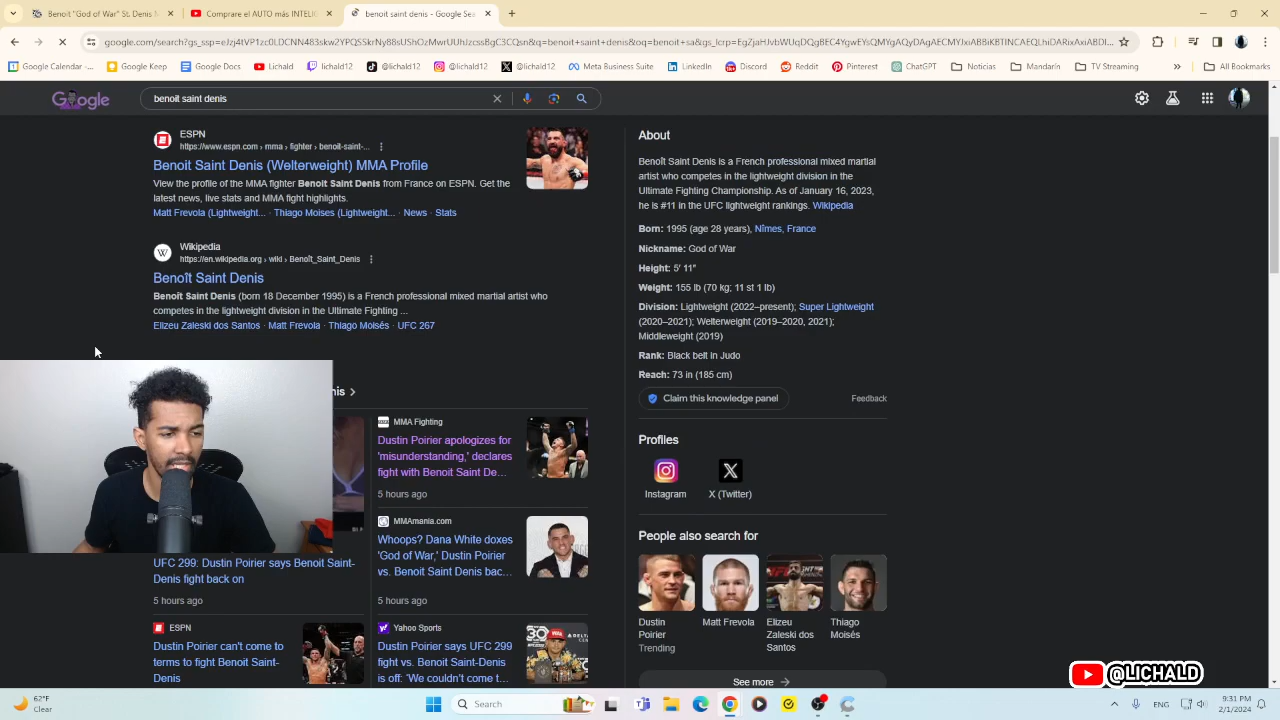 Benoit "God of War" St. Denis M
Compare el AUTO más INTELIG
benoit saint denis - Google Sea
Google Calendar -...
Google Keep
Google Docs
Lichald
lichald12
@lichald12
@lichald12
@lichald12
Meta Business Suite
LinkedIn
Discord
Reddit
Pinterest
ChatGPT
Noticias
Mandarín
TV Streaming
All Bookmarks
Google
benoit saint denis
ESPN
https://www.espn.com › mma › fighter › benoit-saint-...
Benoit Saint Denis (Welterweight) MMA Profile
View the profile of the MMA fighter Benoit Saint Denis from France on ESPN. Get the
latest news, live stats and MMA fight highlights.
Matt Frevola (Lightweight... · Thiago Moises (Lightweight... · News · Stats
Wikipedia
https://en.wikipedia.org › wiki › Benoît_Saint_Denis
Benoît Saint Denis
Benoît Saint Denis (born 18 December 1995) is a French professional mixed martial artist who
competes in the lightweight division in the Ultimate Fighting ...
Elizeu Zaleski dos Santos · Matt Frevola · Thiago Moisés · UFC 267
nis
MMA Fighting
Dustin Poirier apologizes for
'misunderstanding,' declares
fight with Benoit Saint De...
5 hours ago
MMAmania.com
Whoops? Dana White doxes
'God of War,' Dustin Poirier
vs. Benoit Saint Denis bac...
5 hours ago
UFC 299: Dustin Poirier says Benoit Saint-
Denis fight back on
5 hours ago
ESPN
Dustin Poirier can't come to
terms to fight Benoit Saint-
Denis
Yahoo Sports
Dustin Poirier says UFC 299
fight vs. Benoit Saint-Denis
is off: 'We couldn't come t...
About
Benoît Saint Denis is a French professional mixed martial
artist who competes in the lightweight division in the
Ultimate Fighting Championship. As of January 16, 2023,
he is #11 in the UFC lightweight rankings. Wikipedia
Born: 1995 (age 28 years), Nîmes, France
Nickname: God of War
Height: 5′ 11″
Weight: 155 lb (70 kg; 11 st 1 lb)
Division: Lightweight (2022–present); Super Lightweight
(2020–2021); Welterweight (2019–2020, 2021);
Middleweight (2019)
Rank: Black belt in Judo
Reach: 73 in (185 cm)
Claim this knowledge panel
Feedback
Profiles
Instagram
X (Twitter)
People also search for
Dustin
Poirier
Trending
Matt Frevola
Elizeu
Zaleski dos
Santos
Thiago
Moisés
See more
@LICHALD
62°F
Clear
Search
9:31 PM
2/1/2024